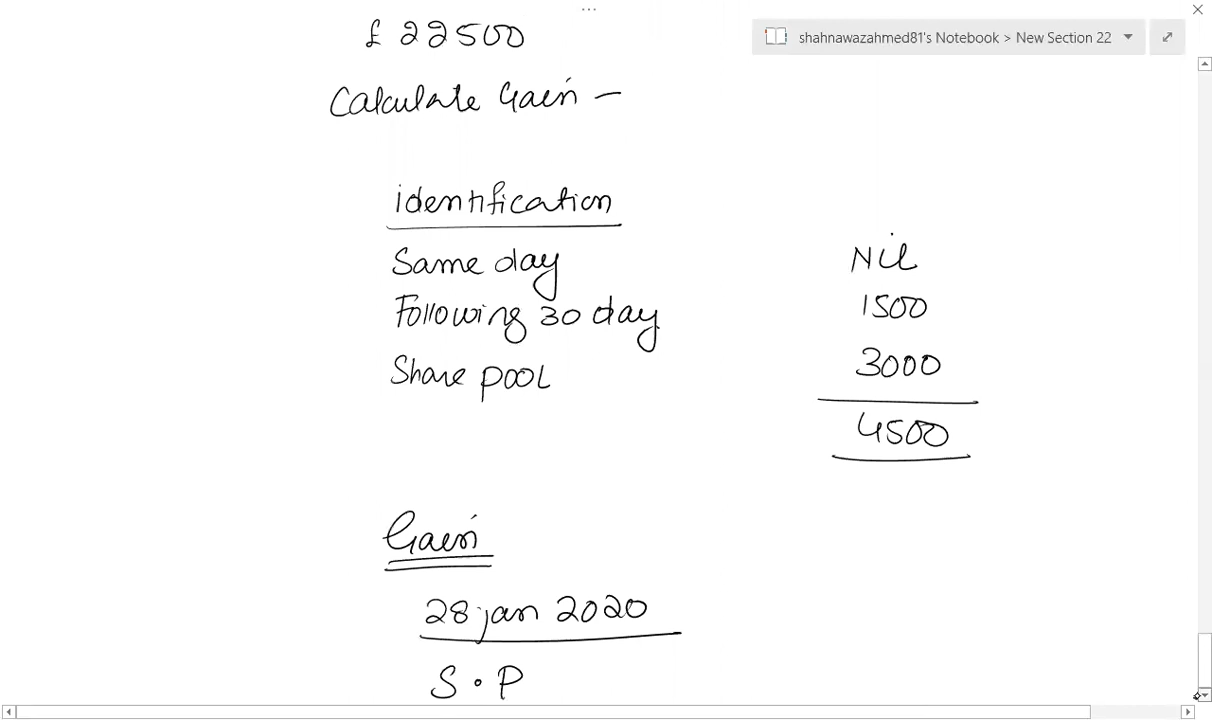 ...
£ 22500
shahnawazahmed81's Notebook > New Section 22
Calculate Gain –
identification
Same day Nil
Following 30 day 1500
Share pool 3000
4500
Gain
28 jan 2020
S.P